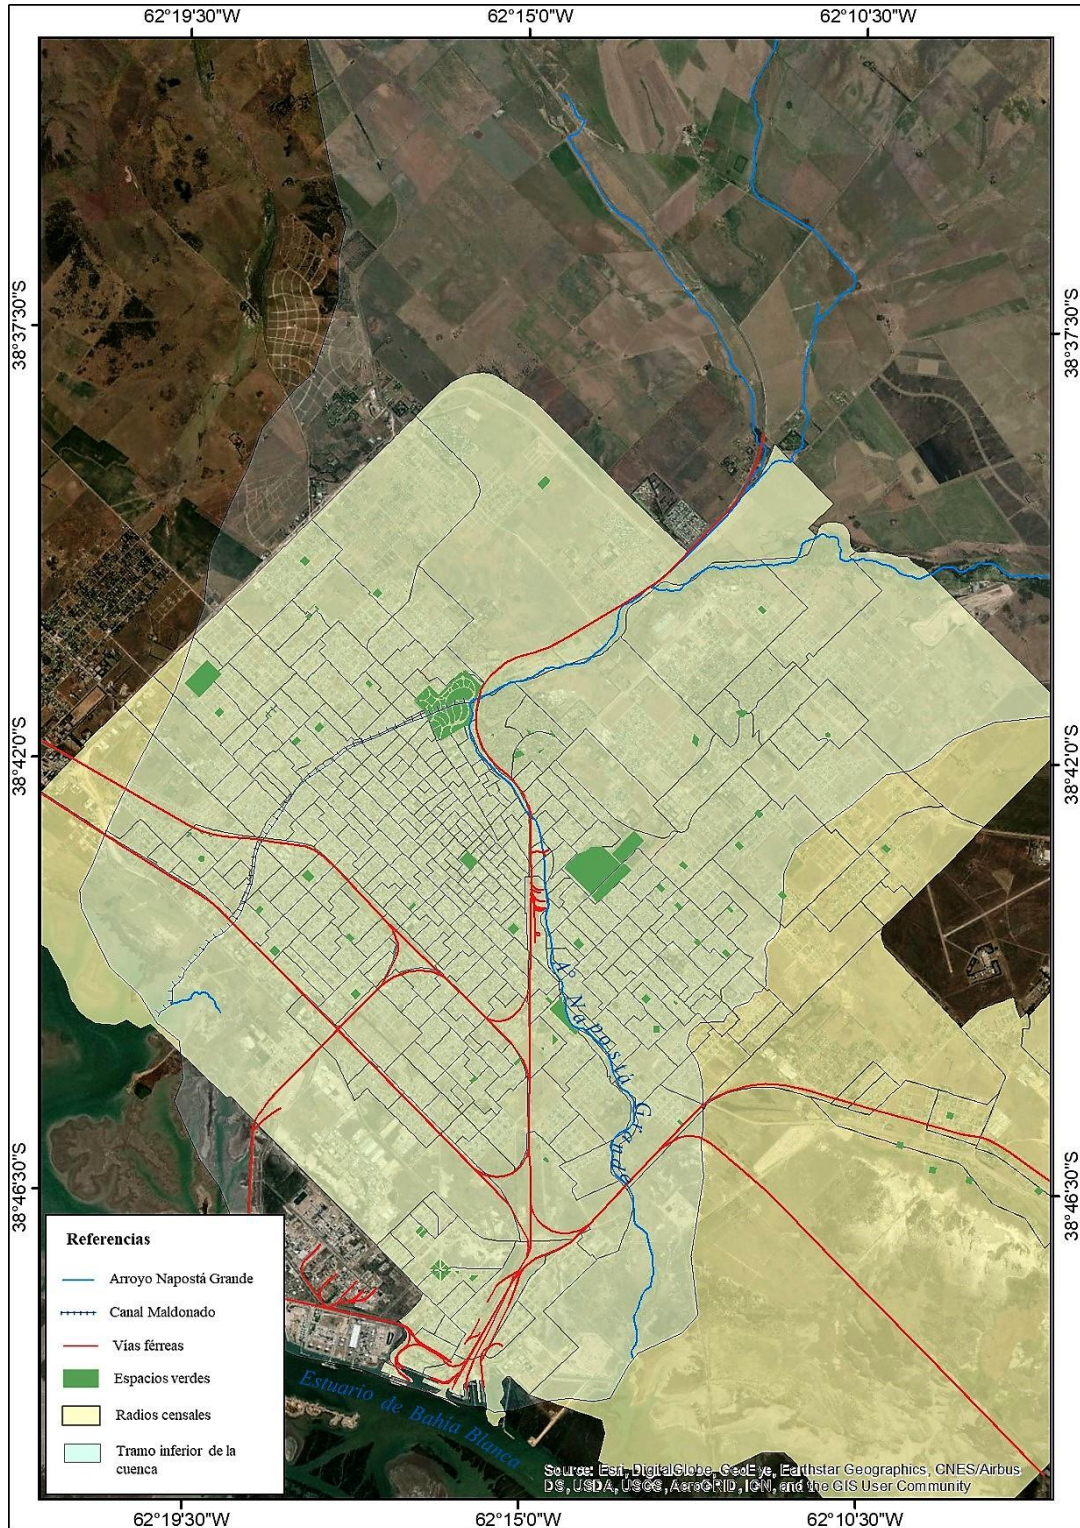 62°19'30"W
62°15'0"W
62°10'30"W
38°37'30"S
38°37'30"S
38°42'0"S
38°42'0"S
38°46'30"S
38°46'30"S
A° Napostá Grande
Referencias
Arroyo Napostá Grande
Canal Maldonado
Vías férreas
Espacios verdes
Radios censales
Tramo inferior de la
cuenca
Estuario de Bahía Blanca
Source: Esri, DigitalGlobe, GeoEye, Earthstar Geographics, CNES/Airbus
DS, USDA, USGS, AeroGRID, IGN, and the GIS User Community
62°19'30"W
62°15'0"W
62°10'30"W